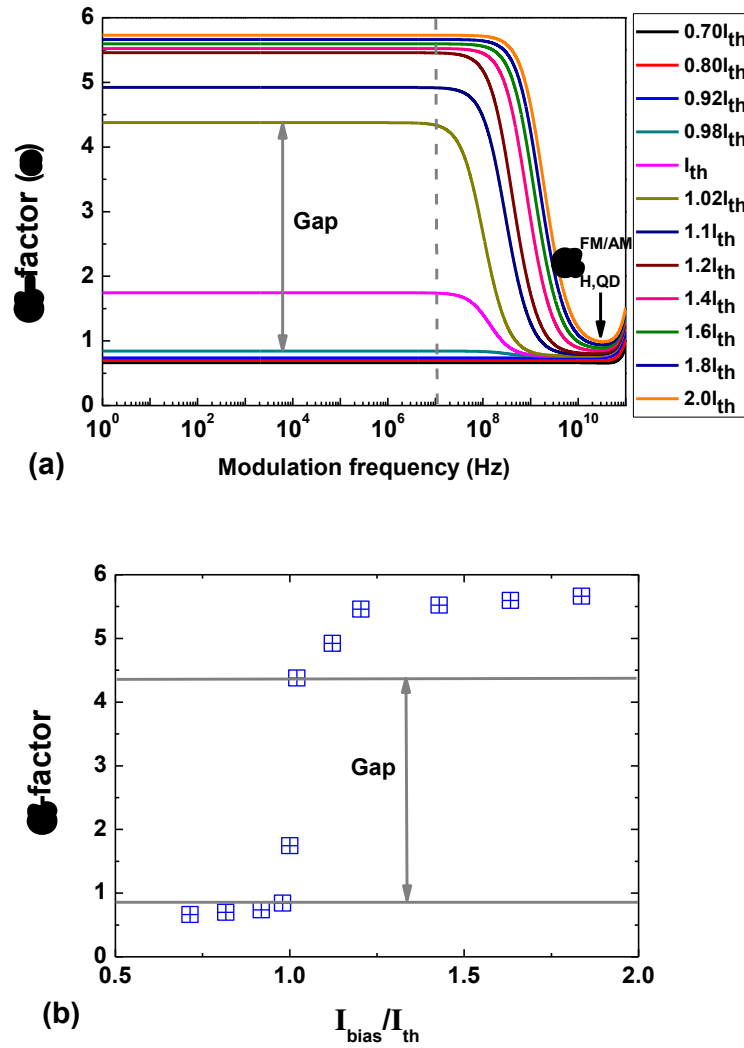 6
5
4
3
2
1
0
-factor (
)
Gap
FM/AM
H,QD
10^0
10^2
10^4
10^6
10^8
10^10
Modulation frequency (Hz)
(a)
0.70I_th
0.80I_th
0.92I_th
0.98I_th
I_th
1.02I_th
1.1I_th
1.2I_th
1.4I_th
1.6I_th
1.8I_th
2.0I_th
6
5
4
3
2
1
0
-factor
Gap
0.5
1.0
1.5
2.0
I_bias/I_th
(b)